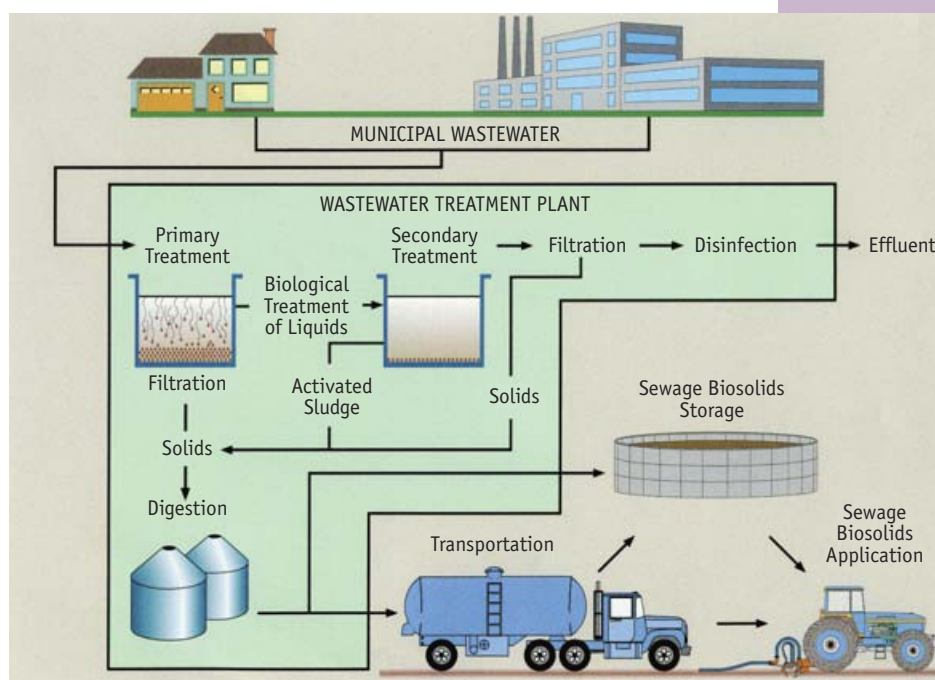 MUNICIPAL WASTEWATER
WASTEWATER TREATMENT PLANT
Primary
Treatment
Secondary
Treatment
Filtration
Disinfection
Effluent
Biological
Treatment
of Liquids
Filtration
Activated
Sludge
Solids
Sewage Biosolids
Storage
Solids
Digestion
Transportation
Sewage
Biosolids
Application